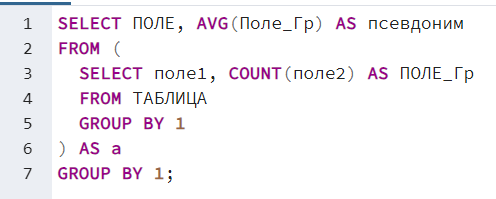 1 SELECT ПОЛЕ, AVG(Поле_Гр) AS псевдоним
2 FROM (
3 SELECT поле1, COUNT(поле2) AS ПОЛЕ_Гр
4 FROM ТАБЛИЦА
5 GROUP BY 1
6 ) AS a
7 GROUP BY 1;